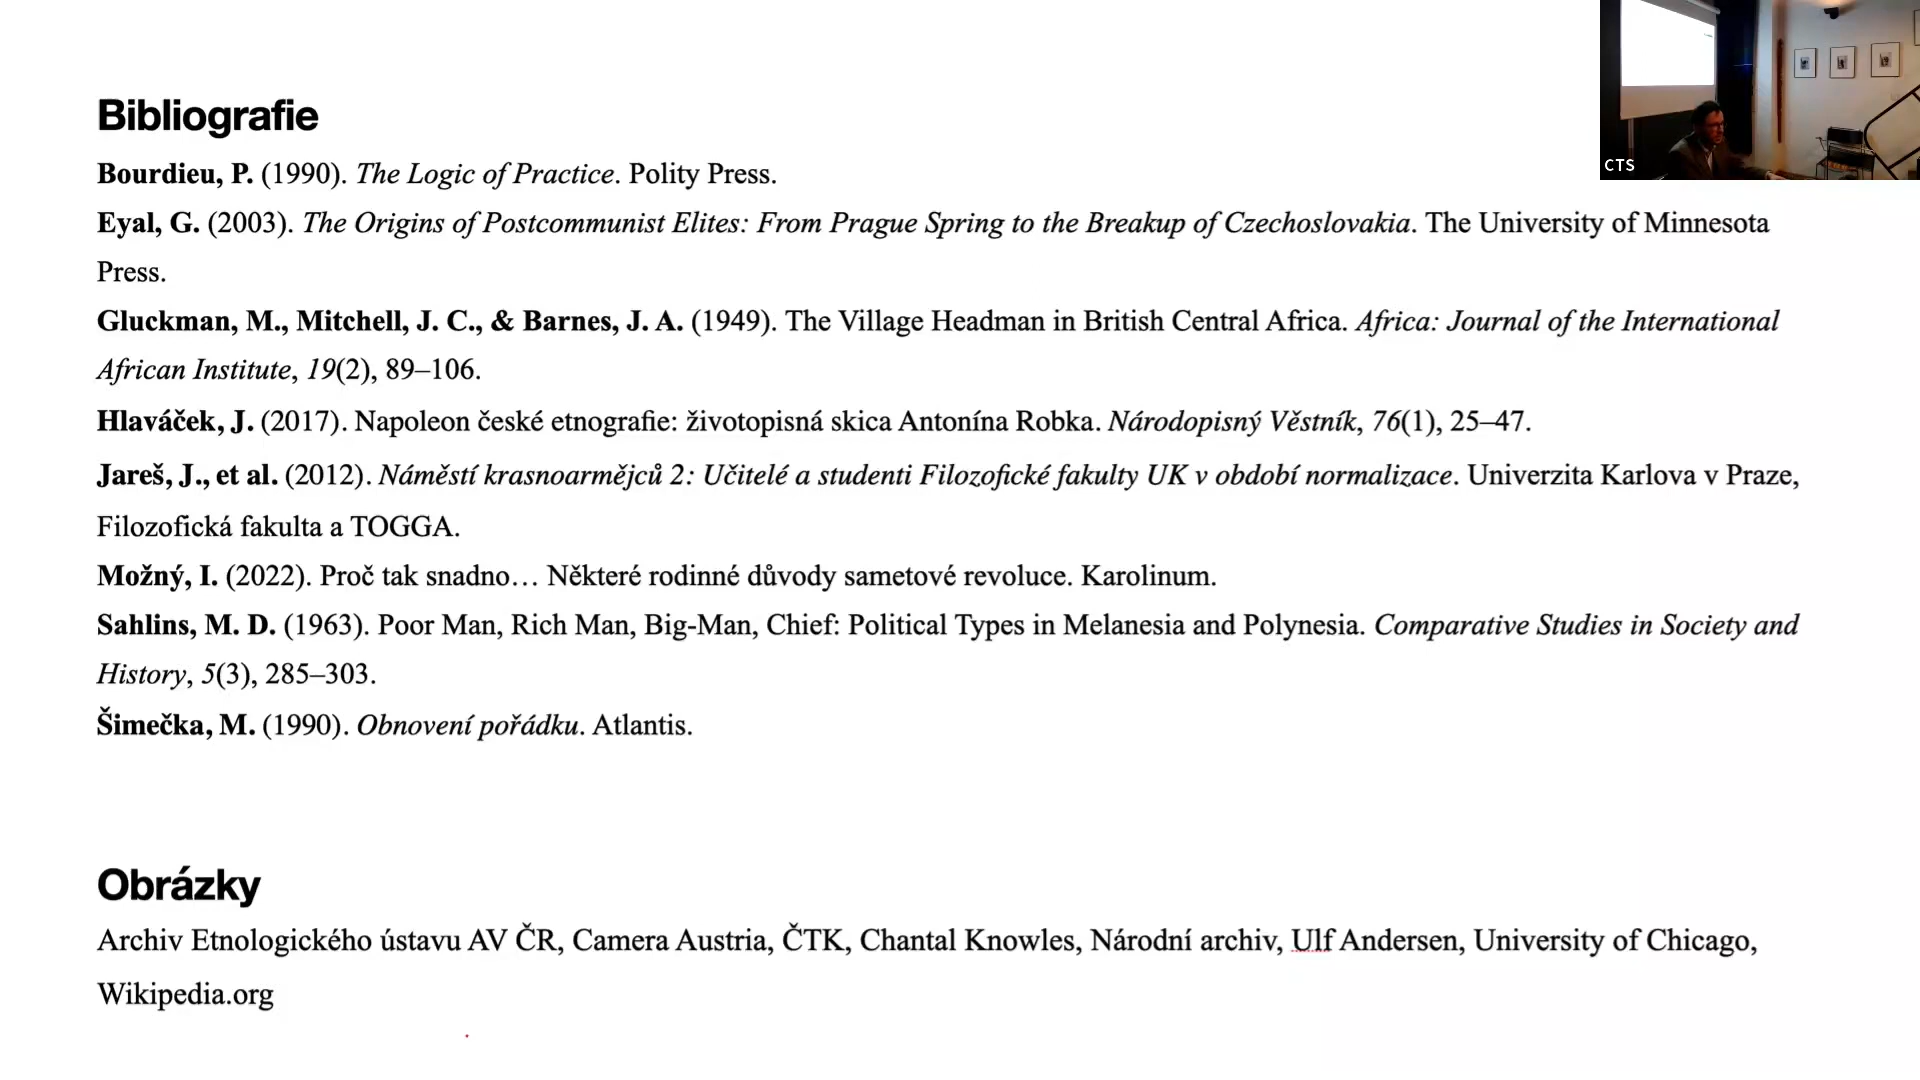 Bibliografie
Bourdieu, P. (1990). The Logic of Practice. Polity Press.
Eyal, G. (2003). The Origins of Postcommunist Elites: From Prague Spring to the Breakup of Czechoslovakia. The University of Minnesota
Press.
Gluckman, M., Mitchell, J. C., & Barnes, J. A. (1949). The Village Headman in British Central Africa. Africa: Journal of the International
African Institute, 19(2), 89–106.
Hlaváček, J. (2017). Napoleon české etnografie: životopisná skica Antonína Robka. Národopisný Věstník, 76(1), 25–47.
Jareš, J., et al. (2012). Náměstí krasnoarmějců 2: Učitelé a studenti Filozofické fakulty UK v období normalizace. Univerzita Karlova v Praze,
Filozofická fakulta a TOGGA.
Možný, I. (2022). Proč tak snadno… Některé rodinné důvody sametové revoluce. Karolinum.
Sahlins, M. D. (1963). Poor Man, Rich Man, Big-Man, Chief: Political Types in Melanesia and Polynesia. Comparative Studies in Society and
History, 5(3), 285–303.
Šimečka, M. (1990). Obnovení pořádku. Atlantis.
Obrázky
Archiv Etnologického ústavu AV ČR, Camera Austria, ČTK, Chantal Knowles, Národní archiv, Ulf Andersen, University of Chicago,
Wikipedia.org
CTS